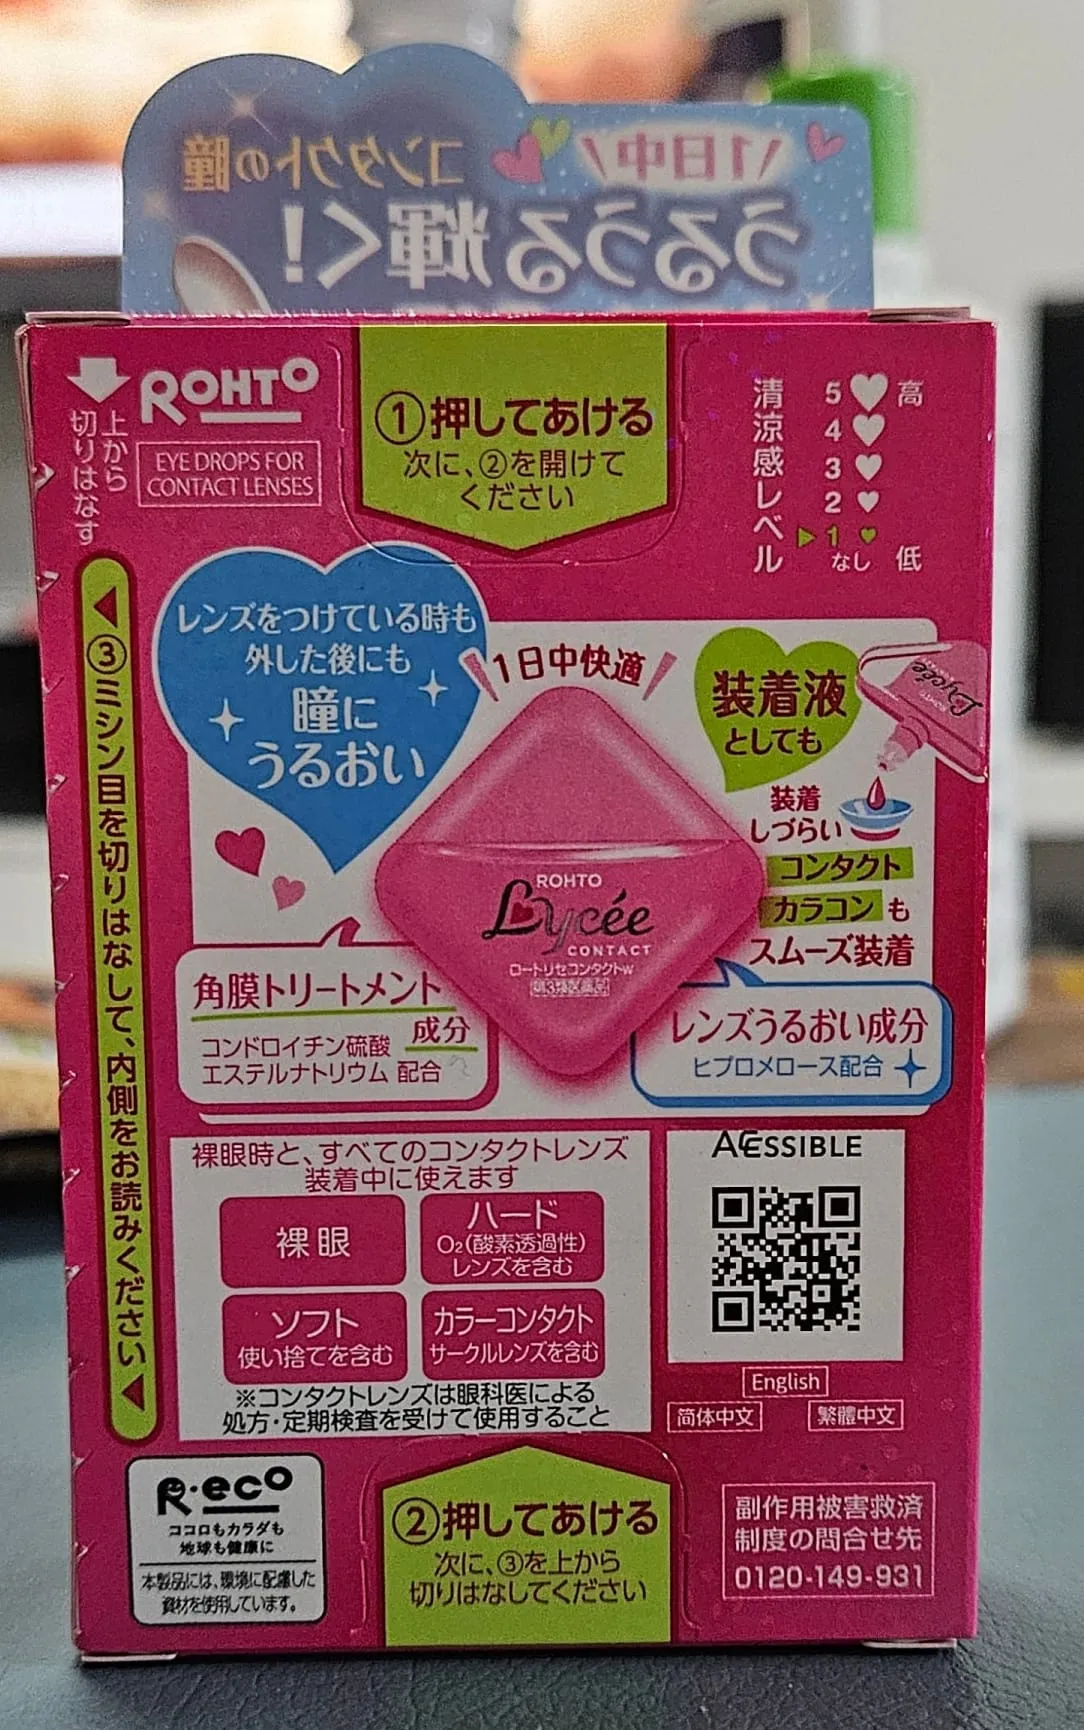 \1日中/
コンタクトの瞳
うるうる輝く!
上から
切りはなす
ROHTO
EYE DROPS FOR
CONTACT LENSES
①押してあける
次に、②を開けて
ください
清涼感レベル
5 高
4
3
2
▶1
なし 低
③ミシン目を切りはなして、内側をお読みください
レンズをつけている時も
外した後にも
瞳に
うるおい
\1日中快適/
装着液
としても
ROHTO
Lycée
装着
しづらい
コンタクト
カラコンも
スムーズ装着
ROHTO
Lycée
CONTACT
ロートリセコンタクトw
第3類医薬品
角膜トリートメント
成分
コンドロイチン硫酸
エステルナトリウム 配合
レンズうるおい成分
ヒプロメロース配合
裸眼時と、すべてのコンタクトレンズ
装着中に使えます
裸眼
ハード
O₂(酸素透過性)
レンズを含む
ソフト
使い捨てを含む
カラーコンタクト
サークルレンズを含む
※コンタクトレンズは眼科医による
処方・定期検査を受けて使用すること
ACCESSIBLE
English
简体中文
繁體中文
R・eco
ココロもカラダも
地球も健康に
本製品には、環境に配慮した
資材を使用しています。
②押してあける
次に、③を上から
切りはなしてください
副作用被害救済
制度の問合せ先
0120-149-931